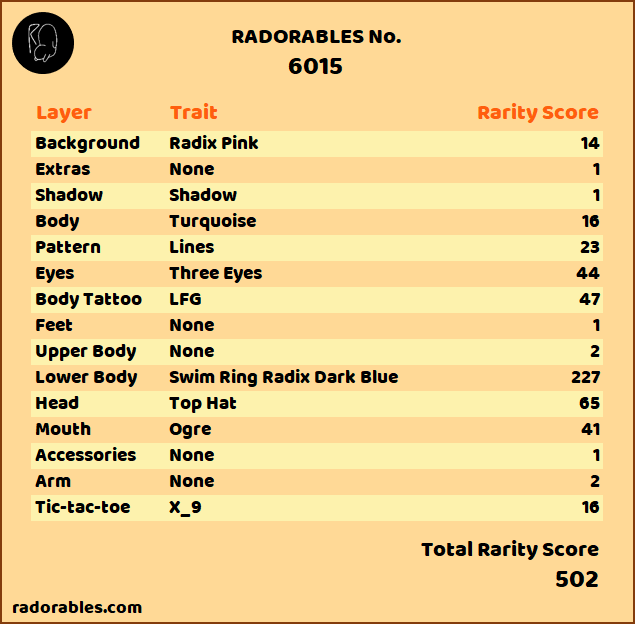 RADORABLES No.
6015
Layer Trait Rarity Score
Background Radix Pink 14
Extras None 1
Shadow Shadow 1
Body Turquoise 16
Pattern Lines 23
Eyes Three Eyes 44
Body Tattoo LFG 47
Feet None 1
Upper Body None 2
Lower Body Swim Ring Radix Dark Blue 227
Head Top Hat 65
Mouth Ogre 41
Accessories None 1
Arm None 2
Tic-tac-toe X_9 16
Total Rarity Score
502
radorables.com